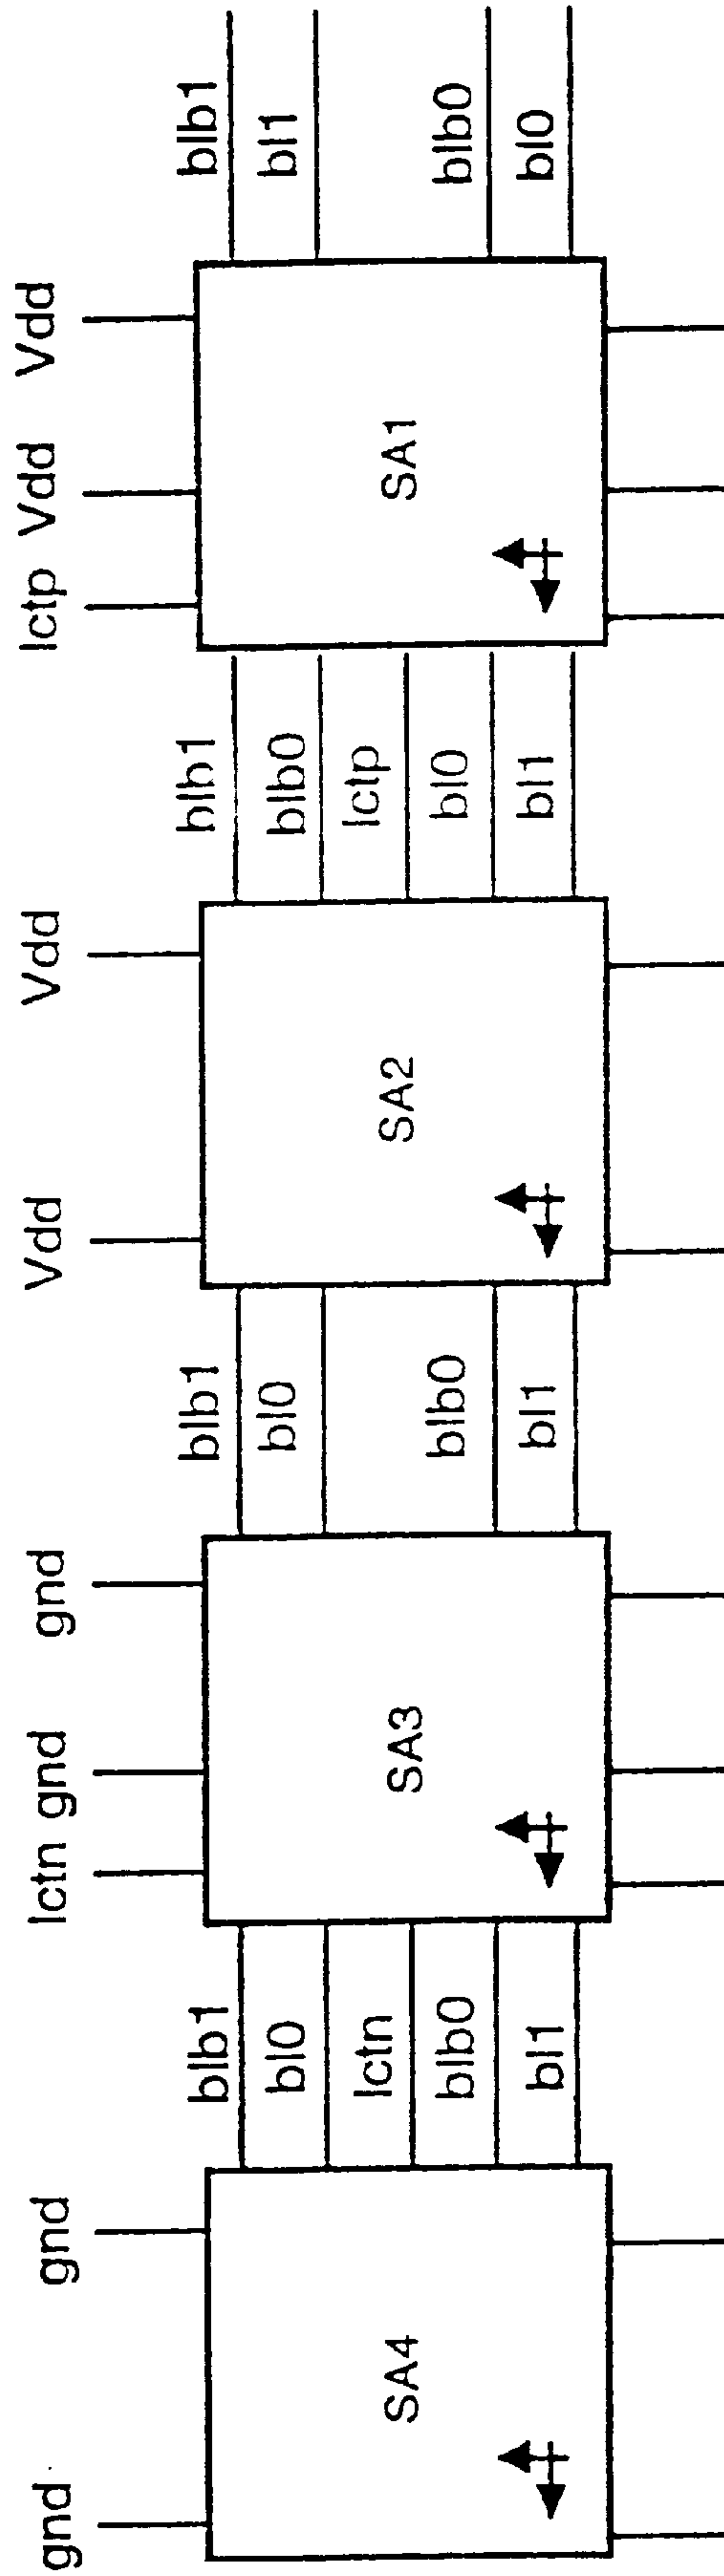 gnd gnd lctn gnd gnd Vdd Vdd lctp Vdd Vdd
blb1 blb1 blb1 blb1
bl0 bl0 blb0 bl1
lctn lctp
SA4 SA3 SA2 SA1
blb0 blb0 bl0 blb0
bl1 bl1 bl1 bl0